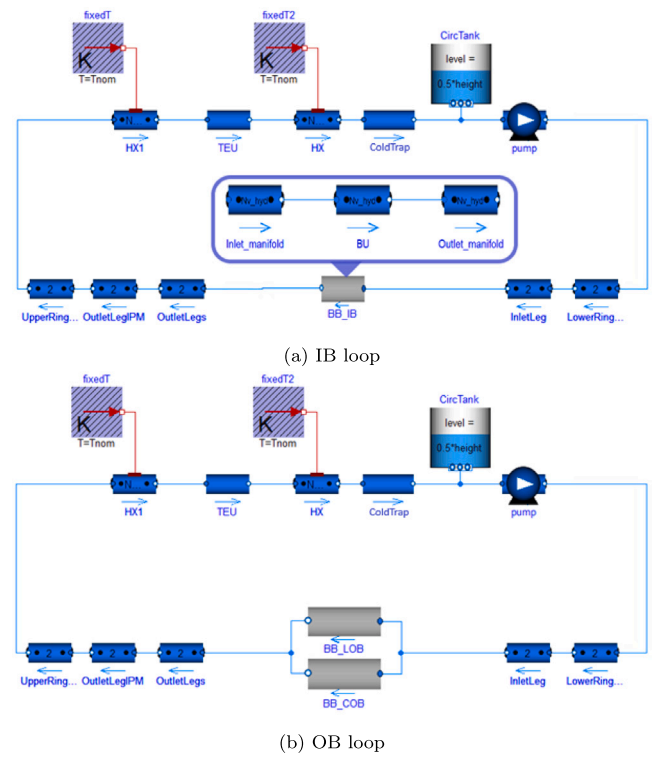 fixedT
fixedT2
CircTank
K
K
level =
T=Tnom
T=Tnom
0.5*height
N
N
HX1
TEU
HX
ColdTrap
pump
Nv_hyd
Nv_hyd
Nv_hyd
Inlet_manifold
BU
Outlet_manifold
2
2
2
2
2
UpperRing...
OutletLegIPM
OutletLegs
BB_IB
InletLeg
LowerRing...
(a) IB loop
fixedT
fixedT2
CircTank
K
K
level =
T=Tnom
T=Tnom
0.5*height
N
N
HX1
TEU
HX
ColdTrap
pump
BB_LOB
2
2
2
2
2
UpperRing...
OutletLegIPM
OutletLegs
BB_COB
InletLeg
LowerRing...
(b) OB loop